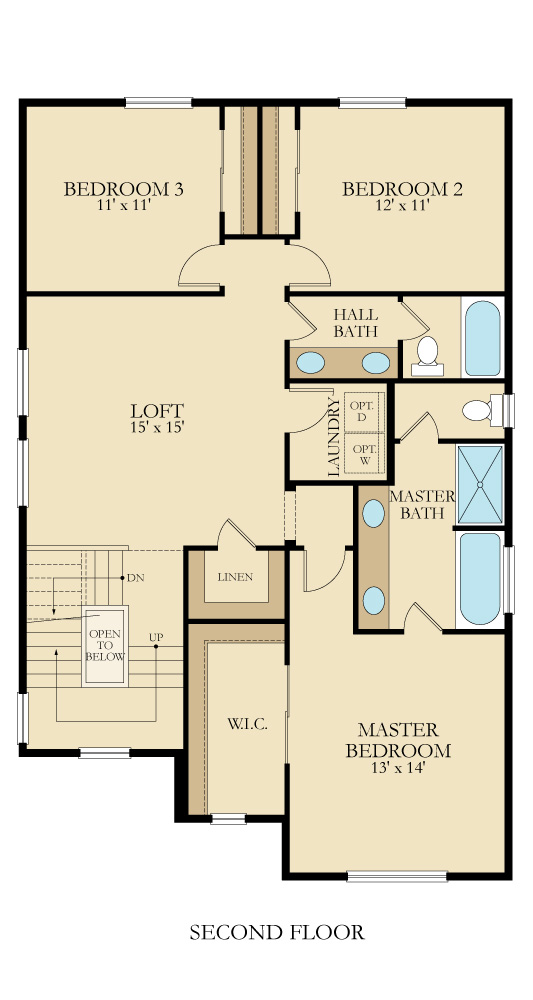 BEDROOM 3
11' x 11'
BEDROOM 2
12' x 11'
HALL
BATH
LOFT
15' x 15'
LAUNDRY
OPT.
D
OPT.
W
MASTER
BATH
LINEN
DN
OPEN
TO
BELOW
UP
W.I.C.
MASTER
BEDROOM
13' x 14'
SECOND FLOOR